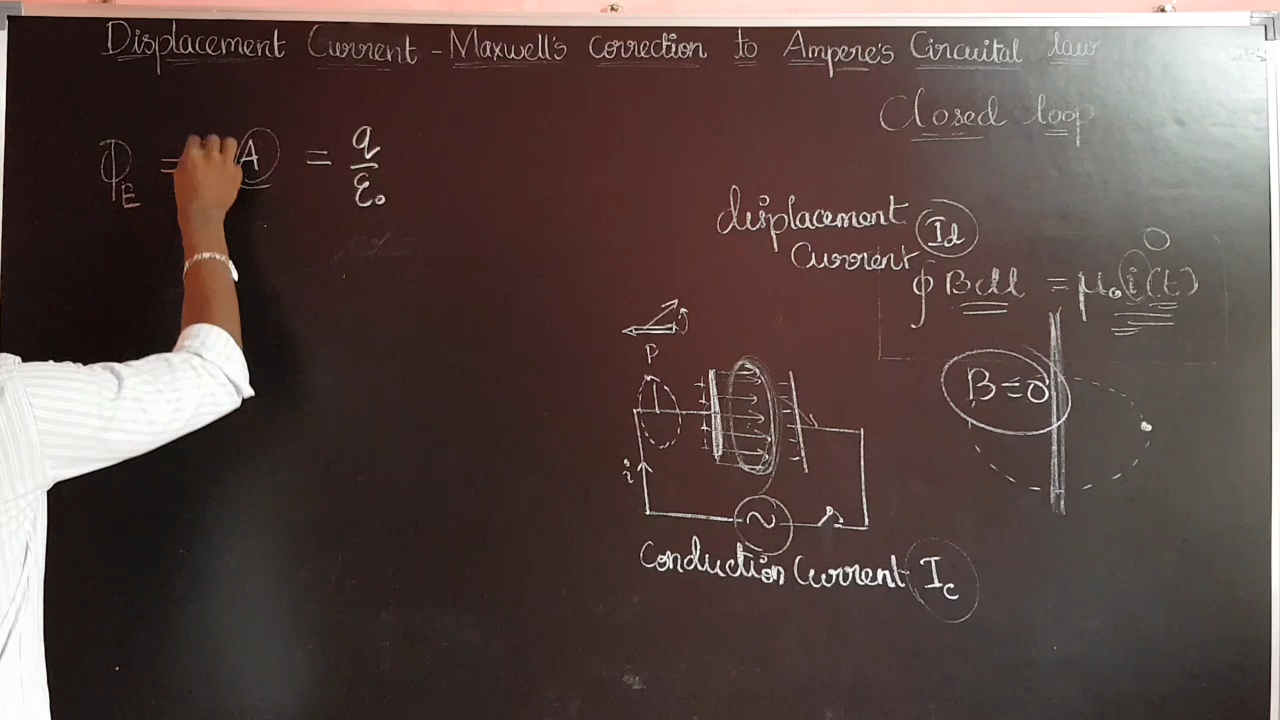 Displacement Current - Maxwell's correction to Ampere's Circuital law
Closed loop
Φ_E = A = q/ε₀
displacement Id
Current
∮ B dl = μ₀ i(t)
0
P
B = 0
i
Conduction Current I_c